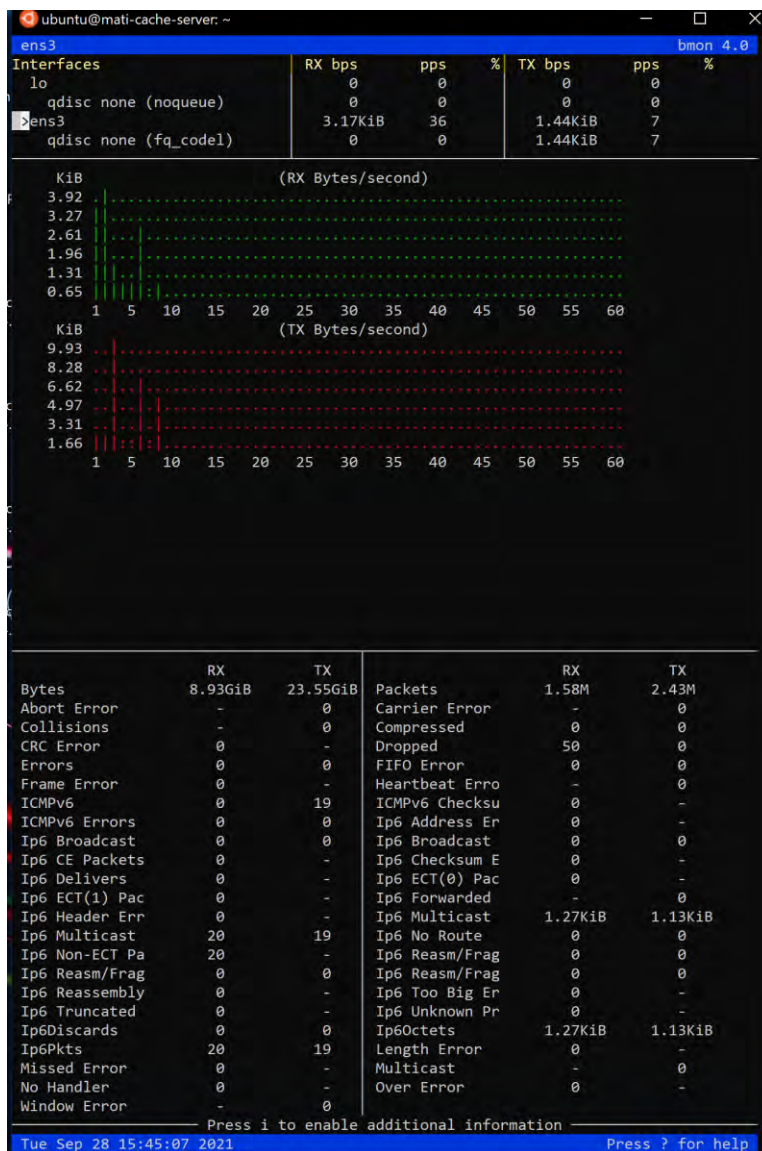 ubuntu@mati-cache-server: ~
ens3 bmon 4.0
Interfaces RX bps pps % TX bps pps %
lo 0 0 0 0
qdisc none (noqueue) 0 0 0 0
>ens3 3.17KiB 36 1.44KiB 7
qdisc none (fq_codel) 0 0 1.44KiB 7
KiB (RX Bytes/second)
3.92
3.27
2.61
1.96
1.31
0.65
1 5 10 15 20 25 30 35 40 45 50 55 60
KiB (TX Bytes/second)
9.93
8.28
6.62
4.97
3.31
1.66
1 5 10 15 20 25 30 35 40 45 50 55 60
RX TX RX TX
Bytes 8.93GiB 23.55GiB Packets 1.58M 2.43M
Abort Error - 0 Carrier Error - 0
Collisions - 0 Compressed 0 0
CRC Error 0 - Dropped 50 0
Errors 0 0 FIFO Error 0 0
Frame Error 0 - Heartbeat Erro - 0
ICMPv6 0 19 ICMPv6 Checksu 0 -
ICMPv6 Errors 0 0 Ip6 Address Er 0 -
Ip6 Broadcast 0 0 Ip6 Broadcast 0 0
Ip6 CE Packets 0 - Ip6 Checksum E 0 -
Ip6 Delivers 0 - Ip6 ECT(0) Pac 0 -
Ip6 ECT(1) Pac 0 - Ip6 Forwarded - 0
Ip6 Header Err 0 - Ip6 Multicast 1.27KiB 1.13KiB
Ip6 Multicast 20 19 Ip6 No Route 0 0
Ip6 Non-ECT Pa 20 - Ip6 Reasm/Frag 0 0
Ip6 Reasm/Frag 0 0 Ip6 Reasm/Frag 0 0
Ip6 Reassembly 0 - Ip6 Too Big Er 0 -
Ip6 Truncated 0 - Ip6 Unknown Pr 0 -
Ip6Discards 0 0 Ip6Octets 1.27KiB 1.13KiB
Ip6Pkts 20 19 Length Error 0 -
Missed Error 0 - Multicast - 0
No Handler 0 - Over Error 0 -
Window Error - 0
Press i to enable additional information
Tue Sep 28 15:45:07 2021 Press ? for help